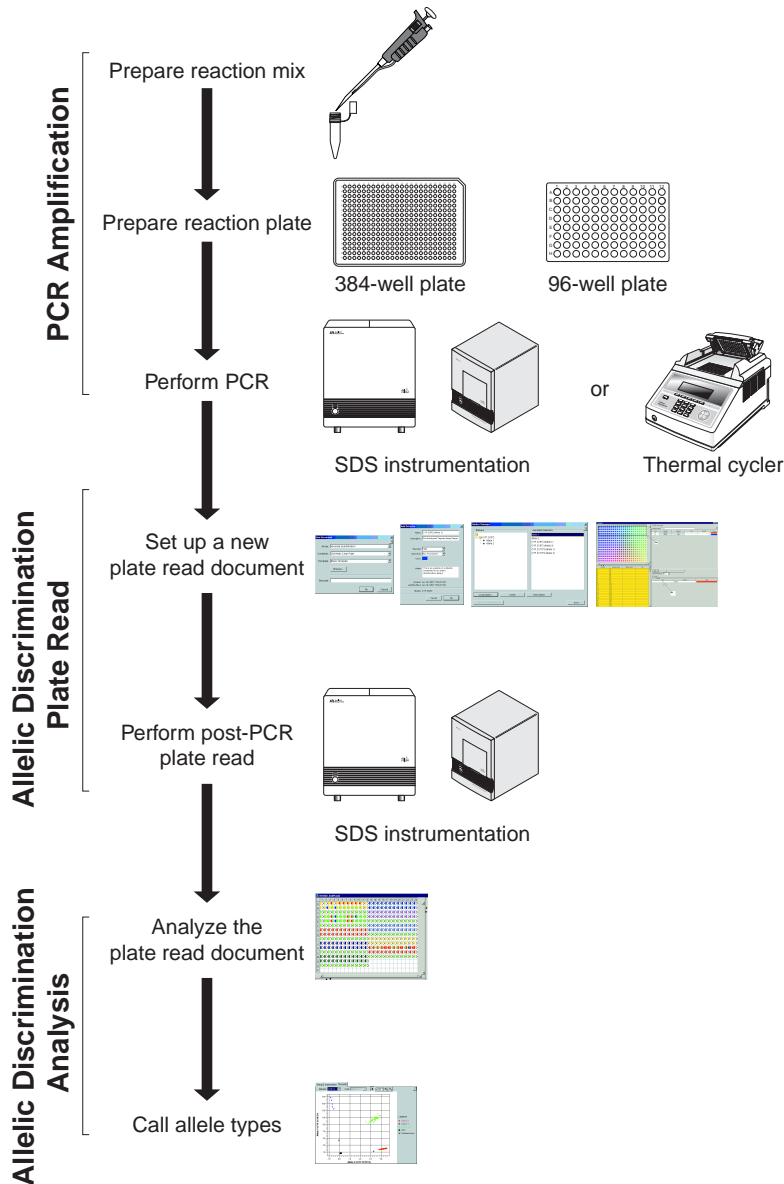 PCR Amplification
Prepare reaction mix
Prepare reaction plate
384-well plate
96-well plate
Perform PCR
or
SDS instrumentation
Thermal cycler
Allelic Discrimination
Plate Read
Set up a new
plate read document
Perform post-PCR
plate read
SDS instrumentation
Allelic Discrimination
Analysis
Analyze the
plate read document
Call allele types